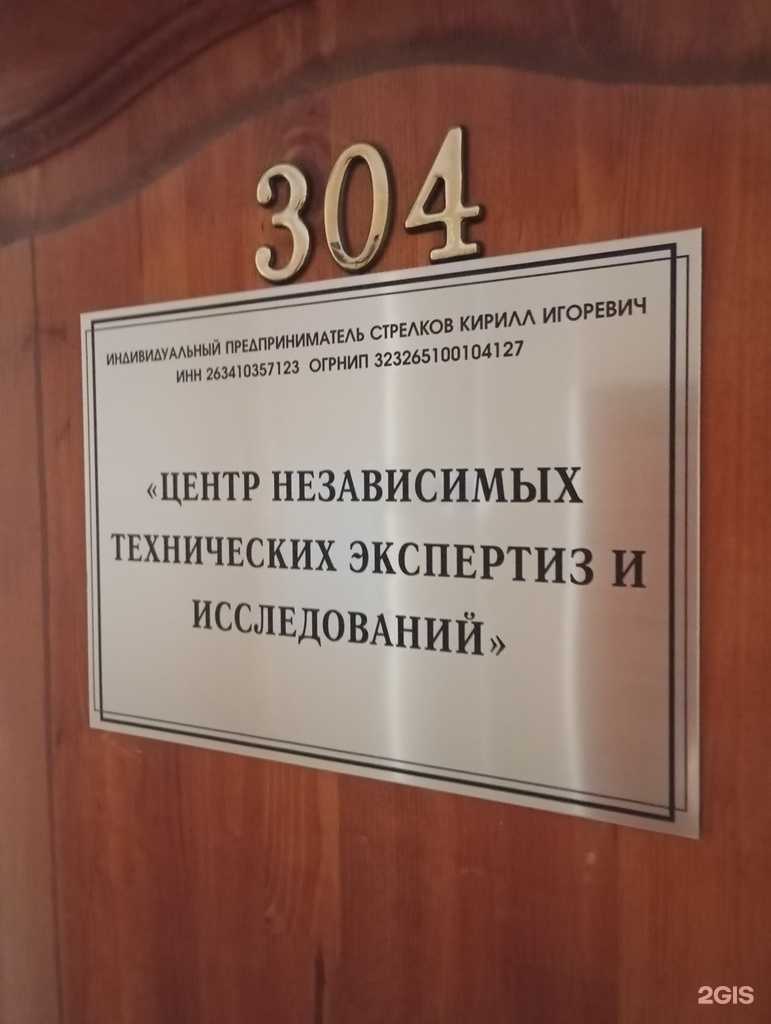 304
ИНДИВИДУАЛЬНЫЙ ПРЕДПРИНИМАТЕЛЬ СТРЕЛКОВ КИРИЛЛ ИГОРЕВИЧ
ИНН 263410357123 ОГРНИП 323265100104127
«ЦЕНТР НЕЗАВИСИМЫХ
ТЕХНИЧЕСКИХ ЭКСПЕРТИЗ И
ИССЛЕДОВАНИЙ»
2GIS